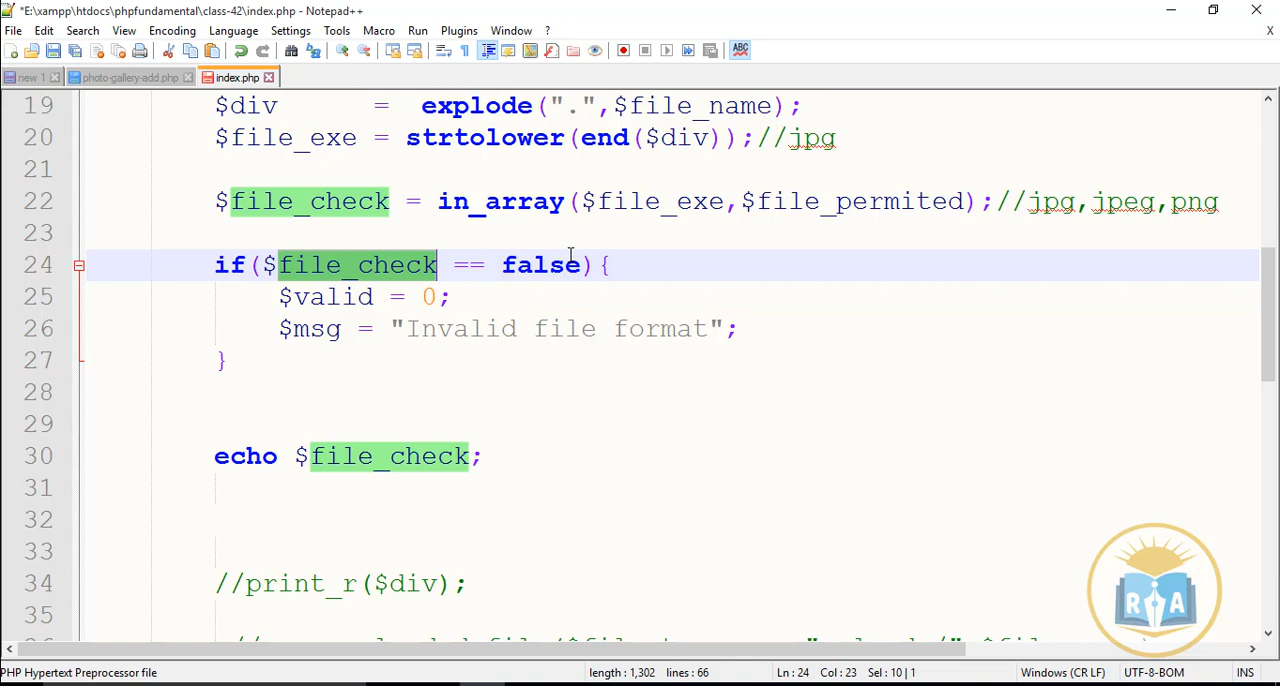 *E:\xampp\htdocs\phpfundamental\class-42\index.php - Notepad++
File Edit Search View Encoding Language Settings Tools Macro Run Plugins Window ? X
new 1 photo-gallery-add.php index.php
19 $div = explode(".",$file_name);
20 $file_exe = strtolower(end($div));//jpg
21
22 $file_check = in_array($file_exe,$file_permited);//jpg,jpeg,png
23
24 if($file_check == false){
25 $valid = 0;
26 $msg = "Invalid file format";
27 }
28
29
30 echo $file_check;
31
32
33
34 //print_r($div);
35
RA
PHP Hypertext Preprocessor file length : 1,302 lines : 66 Ln : 24 Col : 23 Sel : 10 | 1 Windows (CR LF) UTF-8-BOM INS